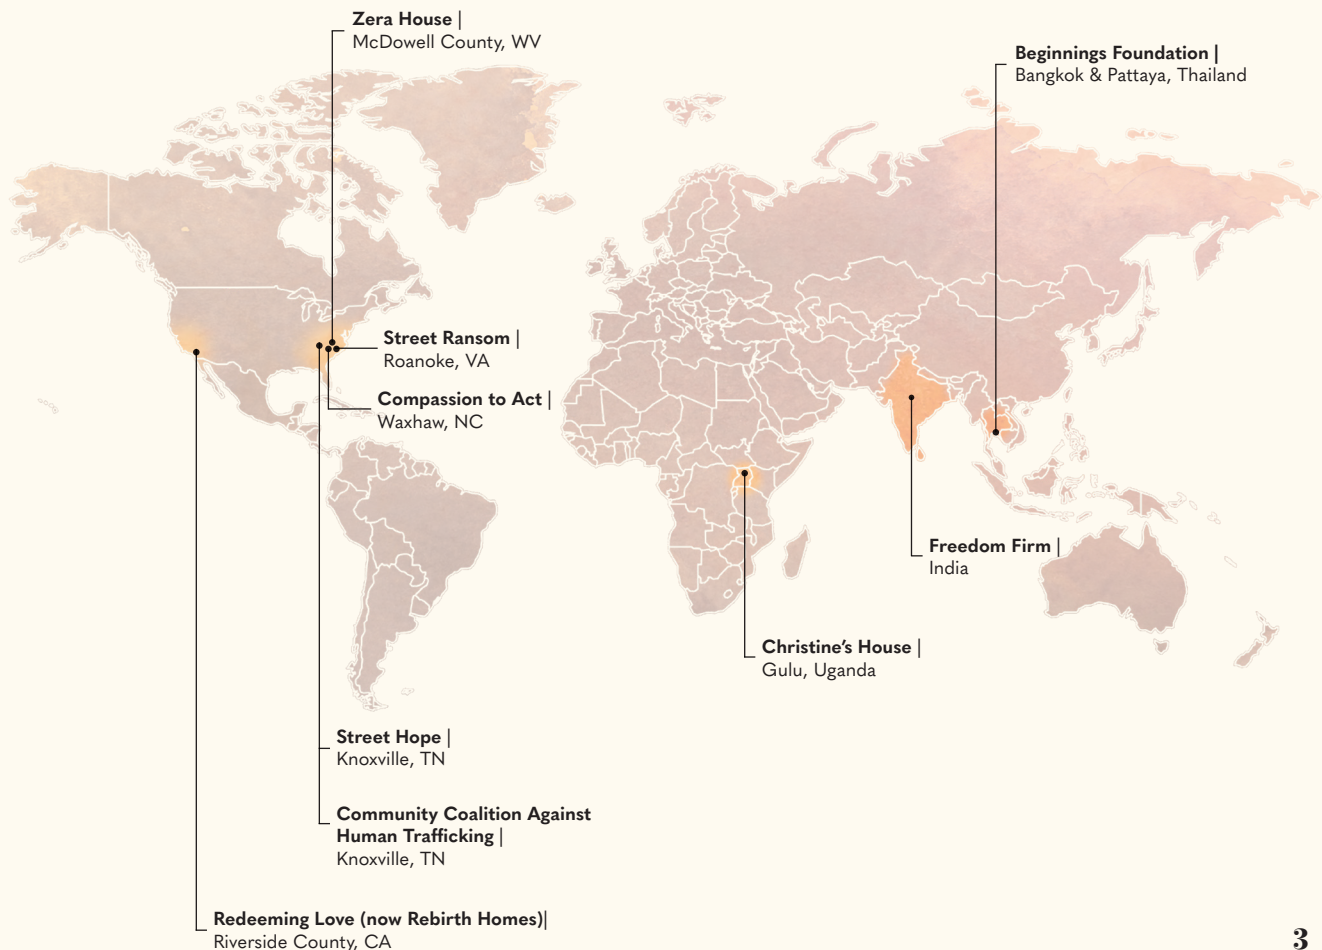 Zera House |
McDowell County, WV
Beginnings Foundation |
Bangkok & Pattaya, Thailand
Street Ransom |
Roanoke, VA
Compassion to Act |
Waxhaw, NC
Freedom Firm |
India
Christine's House |
Gulu, Uganda
Street Hope |
Knoxville, TN
Community Coalition Against
Human Trafficking |
Knoxville, TN
Redeeming Love (now Rebirth Homes)|
Riverside County, CA
3